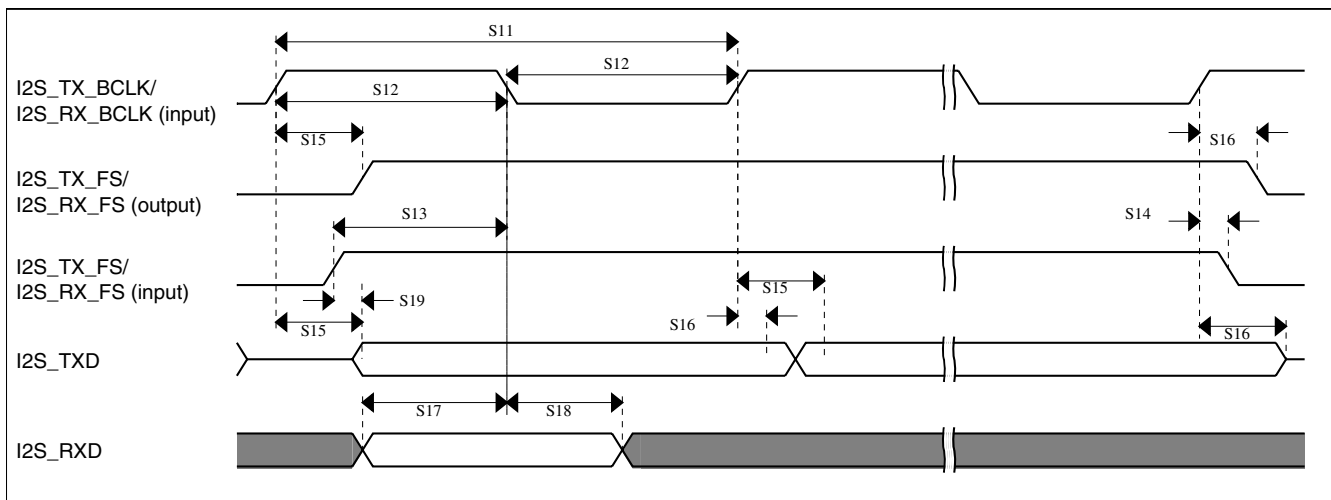 S11
I2S_TX_BCLK/
I2S_RX_BCLK (input)
S12
S12
S15
S16
I2S_TX_FS/
I2S_RX_FS (output)
S13
S14
I2S_TX_FS/
I2S_RX_FS (input)
S19
S15
S15
S16
S16
I2S_TXD
S17
S18
I2S_RXD